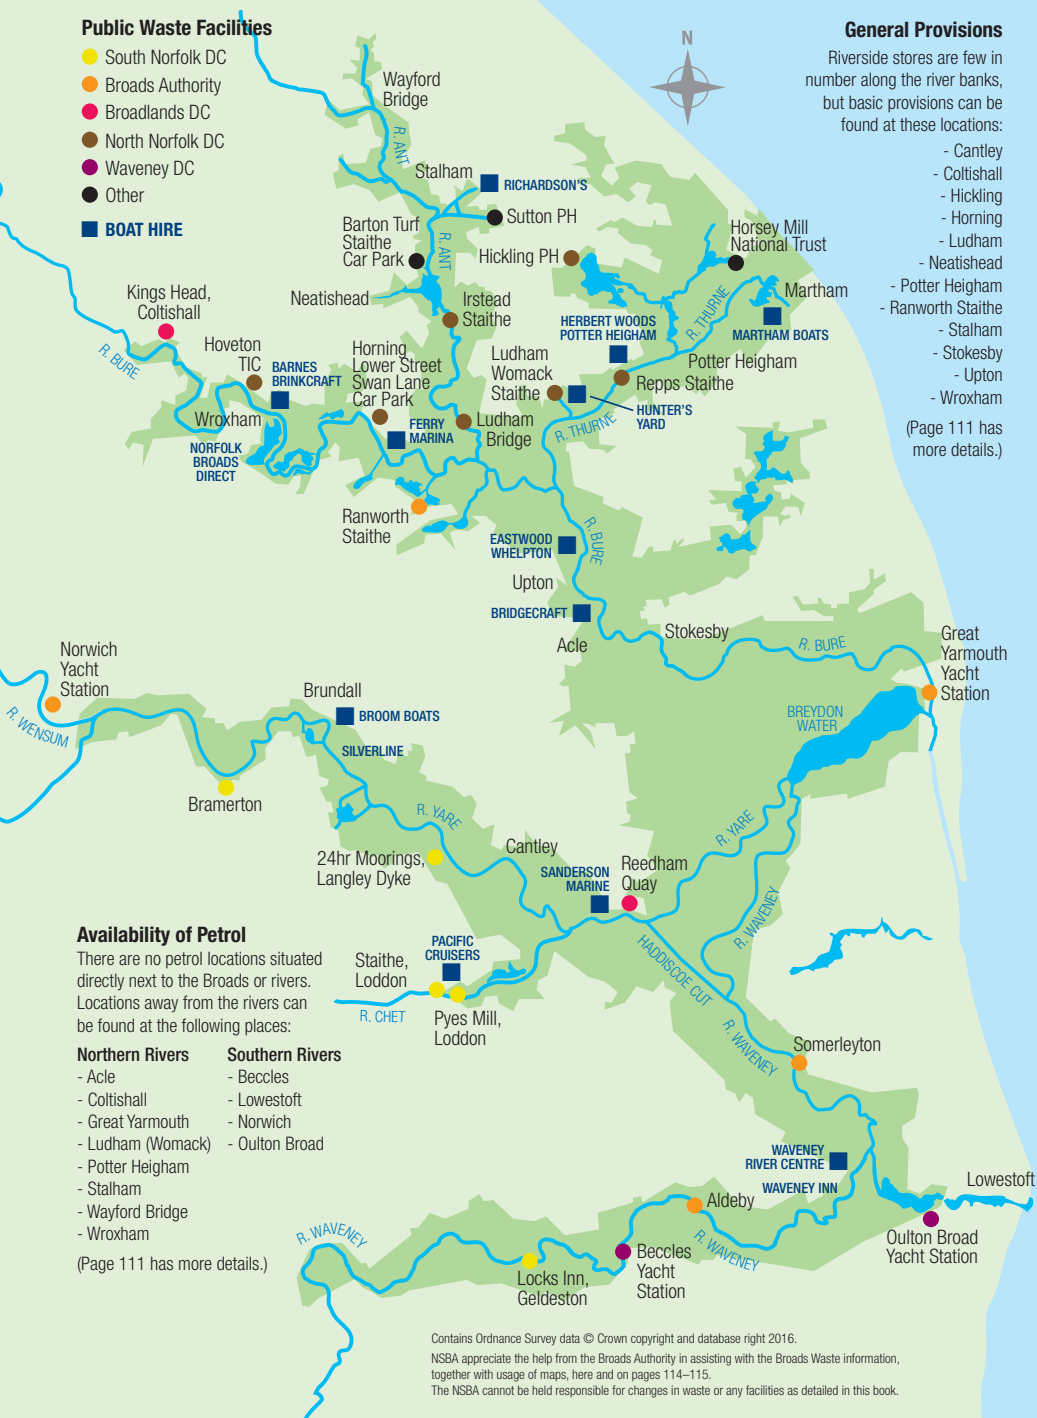 Public Waste Facilities
South Norfolk DC
Broads Authority
Broadlands DC
North Norfolk DC
Waveney DC
Other
BOAT HIRE
N
General Provisions
Riverside stores are few in
number along the river banks,
but basic provisions can be
found at these locations:
- Cantley
- Coltishall
- Hickling
- Horning
- Ludham
- Neatishead
- Potter Heigham
- Ranworth Staithe
- Stalham
- Stokesby
- Upton
- Wroxham
(Page 111 has
more details.)
Wayford
Bridge
R. ANT
Stalham
RICHARDSON'S
Sutton PH
Barton Turf
Staithe
Car Park
R. ANT
Hickling PH
Horsey Mill
National Trust
Neatishead
Irstead
Staithe
Martham
MARTHAM BOATS
R. THURNE
HERBERT WOODS
POTTER HEIGHAM
Potter Heigham
Repps Staithe
Kings Head,
Coltishall
R. BURE
Hoveton
TIC
BARNES
BRINKCRAFT
Horning
Lower Street
Swan Lane
Car Park
Ludham
Womack
Staithe
HUNTER'S
YARD
R. THURNE
Wroxham
FERRY
MARINA
Ludham
Bridge
NORFOLK
BROADS
DIRECT
Ranworth
Staithe
EASTWOOD
WHELPTON
R. BURE
Upton
BRIDGECRAFT
Acle
Stokesby
R. BURE
Great
Yarmouth
Yacht
Station
Norwich
Yacht
Station
R. WENSUM
Brundall
BROOM BOATS
SILVERLINE
BREYDON
WATER
Bramerton
R. YARE
R. YARE
24hr Moorings,
Langley Dyke
Cantley
SANDERSON
MARINE
Reedham
Quay
R. WAVENEY
HADDISCOE CUT
PACIFIC
CRUISERS
Staithe,
Loddon
R. CHET
Pyes Mill,
Loddon
R. WAVENEY
Somerleyton
Availability of Petrol
There are no petrol locations situated
directly next to the Broads or rivers.
Locations away from the rivers can
be found at the following places:
Northern Rivers
- Acle
- Coltishall
- Great Yarmouth
- Ludham (Womack)
- Potter Heigham
- Stalham
- Wayford Bridge
- Wroxham
Southern Rivers
- Beccles
- Lowestoft
- Norwich
- Oulton Broad
(Page 111 has more details.)
WAVENEY
RIVER CENTRE
WAVENEY INN
Lowestoft
Oulton Broad
Yacht Station
Aldeby
R. WAVENEY
R. WAVENEY
Beccles
Yacht
Station
Locks Inn,
Geldeston
Contains Ordnance Survey data © Crown copyright and database right 2016.
NSBA appreciate the help from the Broads Authority in assisting with the Broads Waste information,
together with usage of maps, here and on pages 114–115.
The NSBA cannot be held responsible for changes in waste or any facilities as detailed in this book.